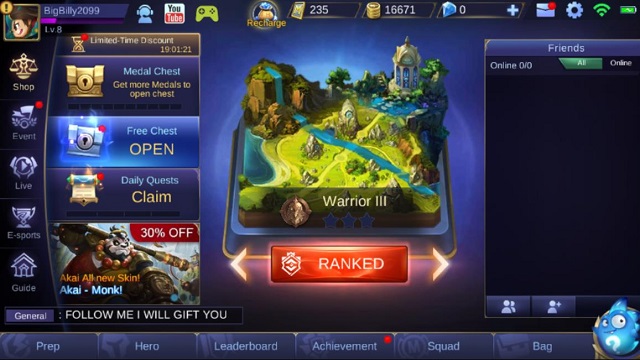 BigBilly2099
Lv.8
You
Tube
Recharge
235
16671
0
Limited-Time Discount
19:01:21
Medal Chest
Get more Medals to
open chest
Free Chest
OPEN
Daily Quests
Claim
30% OFF
Akai All new Skin!
Akai - Monk!
Shop
Event
Live
E-sports
Guide
Warrior III
RANKED
Friends
Online 0/0
All
Online
General : FOLLOW ME I WILL GIFT YOU
Prep
Hero
Leaderboard
Achievement
Squad
Bag